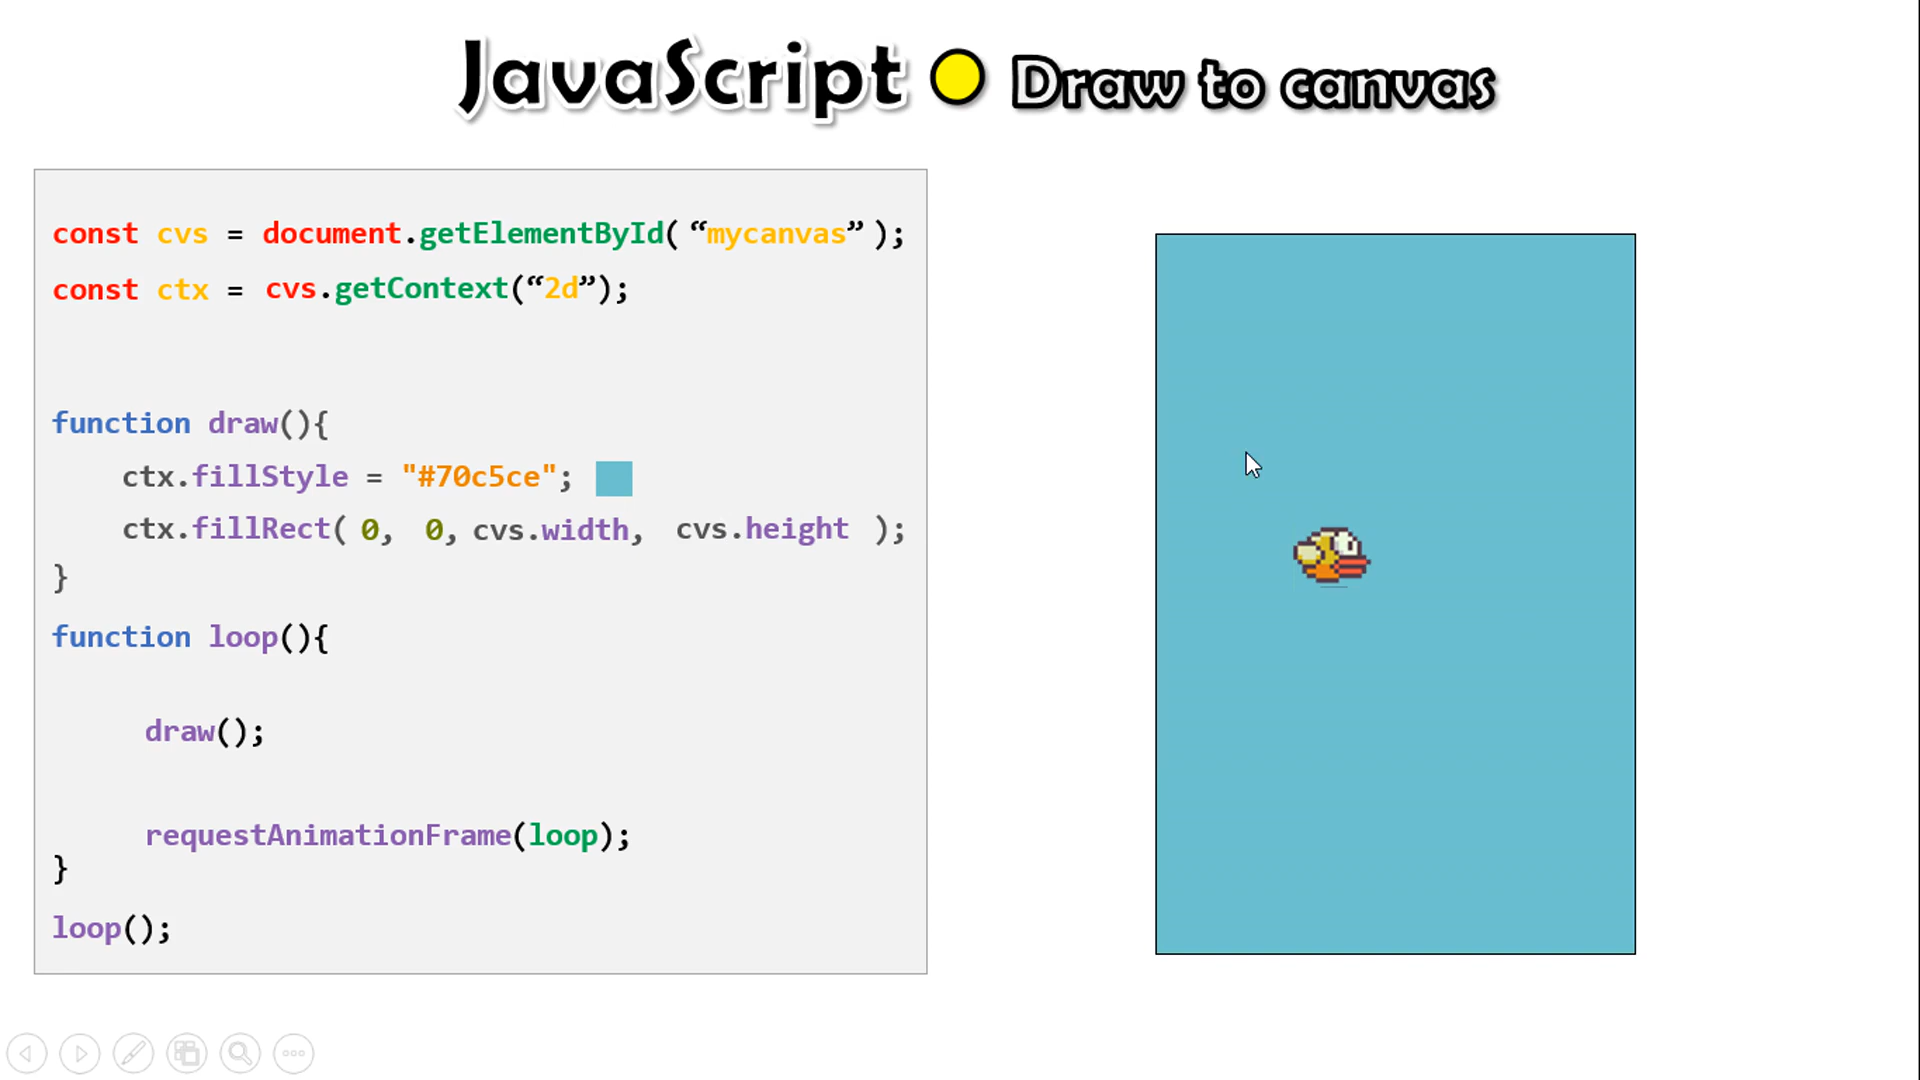 JavaScript Draw to canvas
const cvs = document.getElementById( “mycanvas” );
const ctx = cvs.getContext(“2d”);
function draw(){
ctx.fillStyle = "#70c5ce";
ctx.fillRect( 0, 0, cvs.width, cvs.height );
}
function loop(){
draw();
requestAnimationFrame(loop);
}
loop();